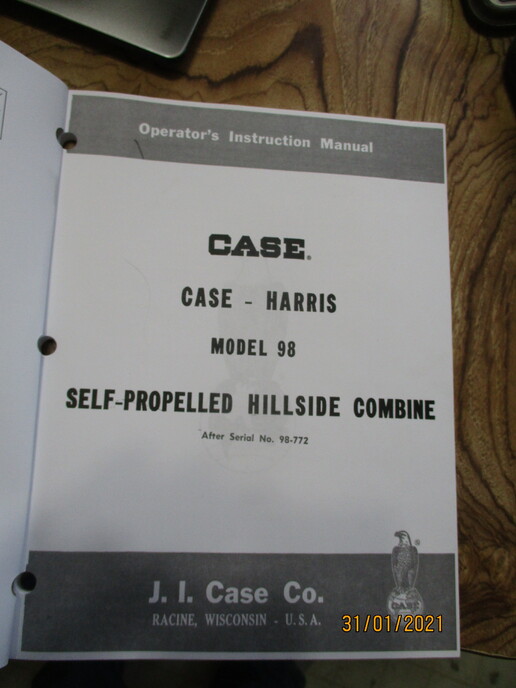 Operator's Instruction Manual
CASE.
CASE - HARRIS
MODEL 98
SELF-PROPELLED HILLSIDE COMBINE
After Serial No. 98-772
CASE
J. I. Case Co.
RACINE, WISCONSIN - U.S.A.
31/01/2021